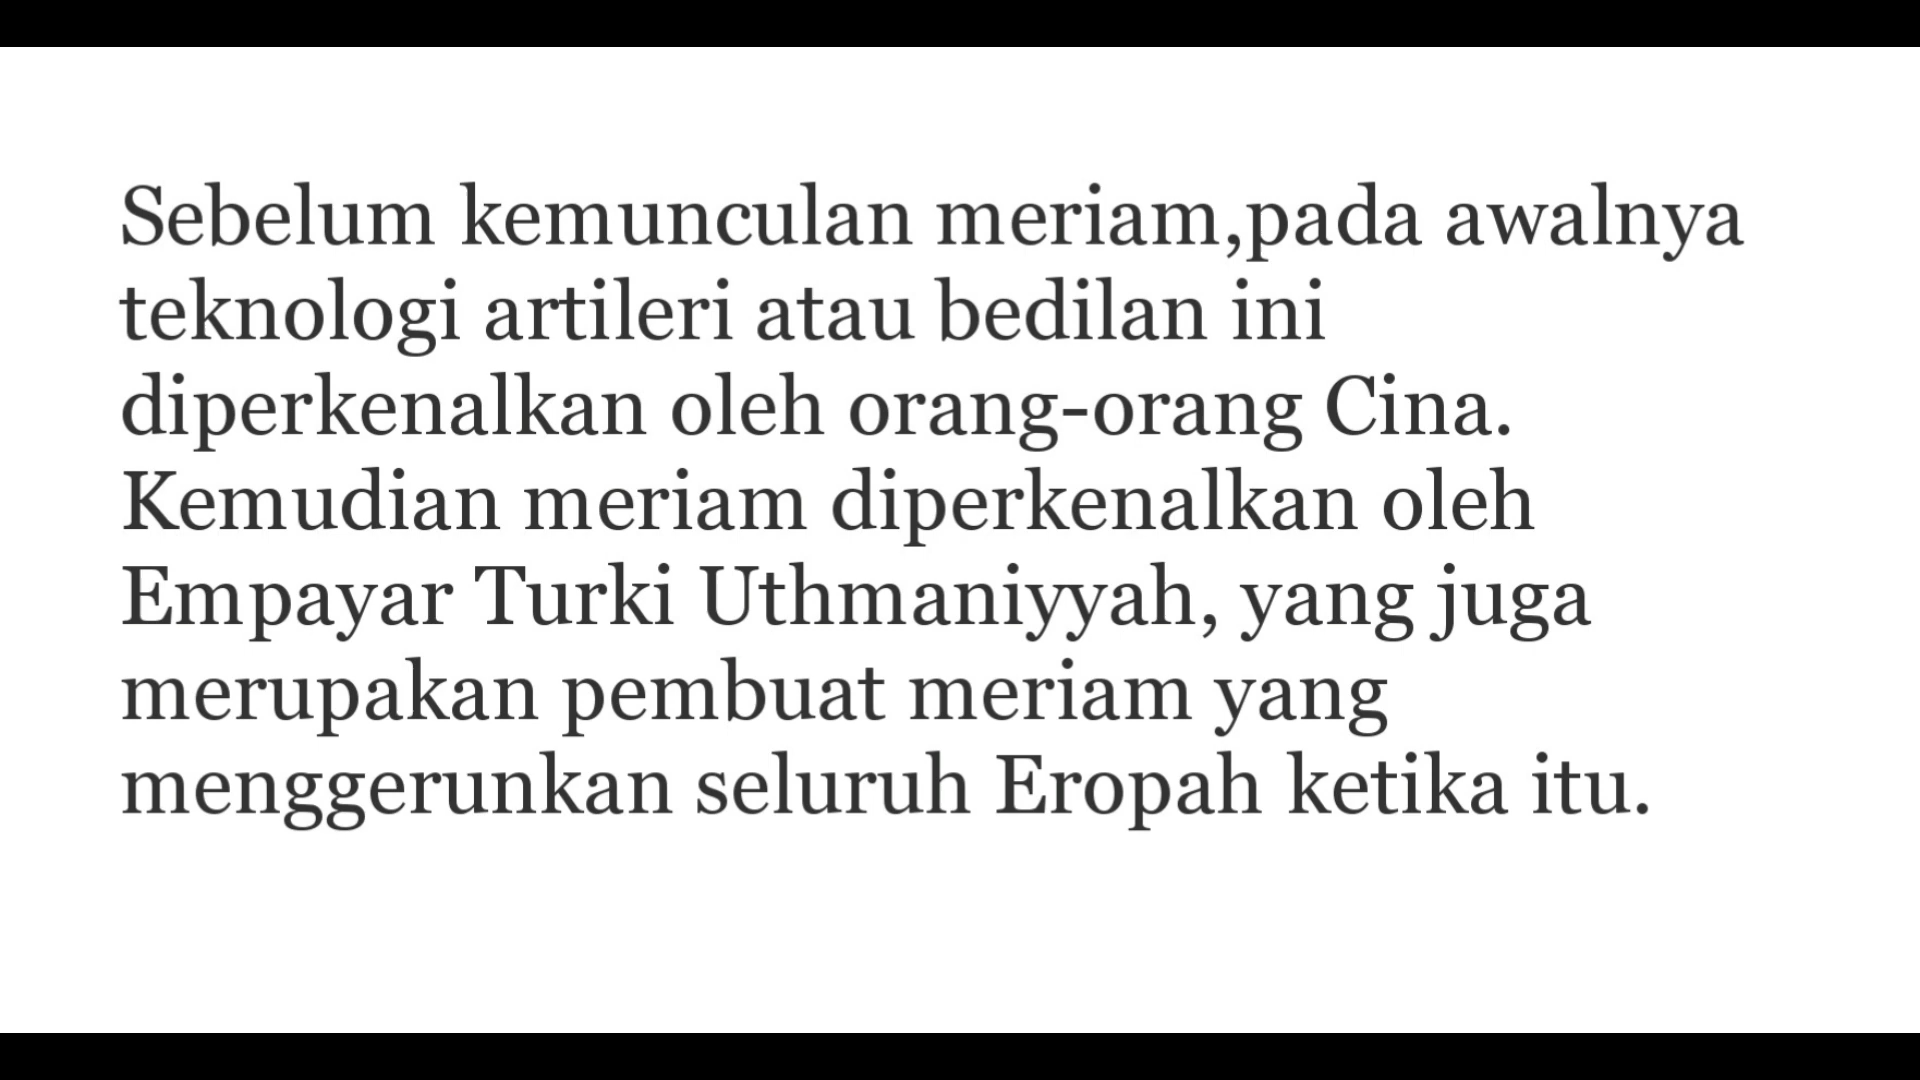 Sebelum kemunculan meriam,pada awalnya
teknologi artileri atau bedilan ini
diperkenalkan oleh orang-orang Cina.
Kemudian meriam diperkenalkan oleh
Empayar Turki Uthmaniyyah, yang juga
merupakan pembuat meriam yang
menggerunkan seluruh Eropah ketika itu.